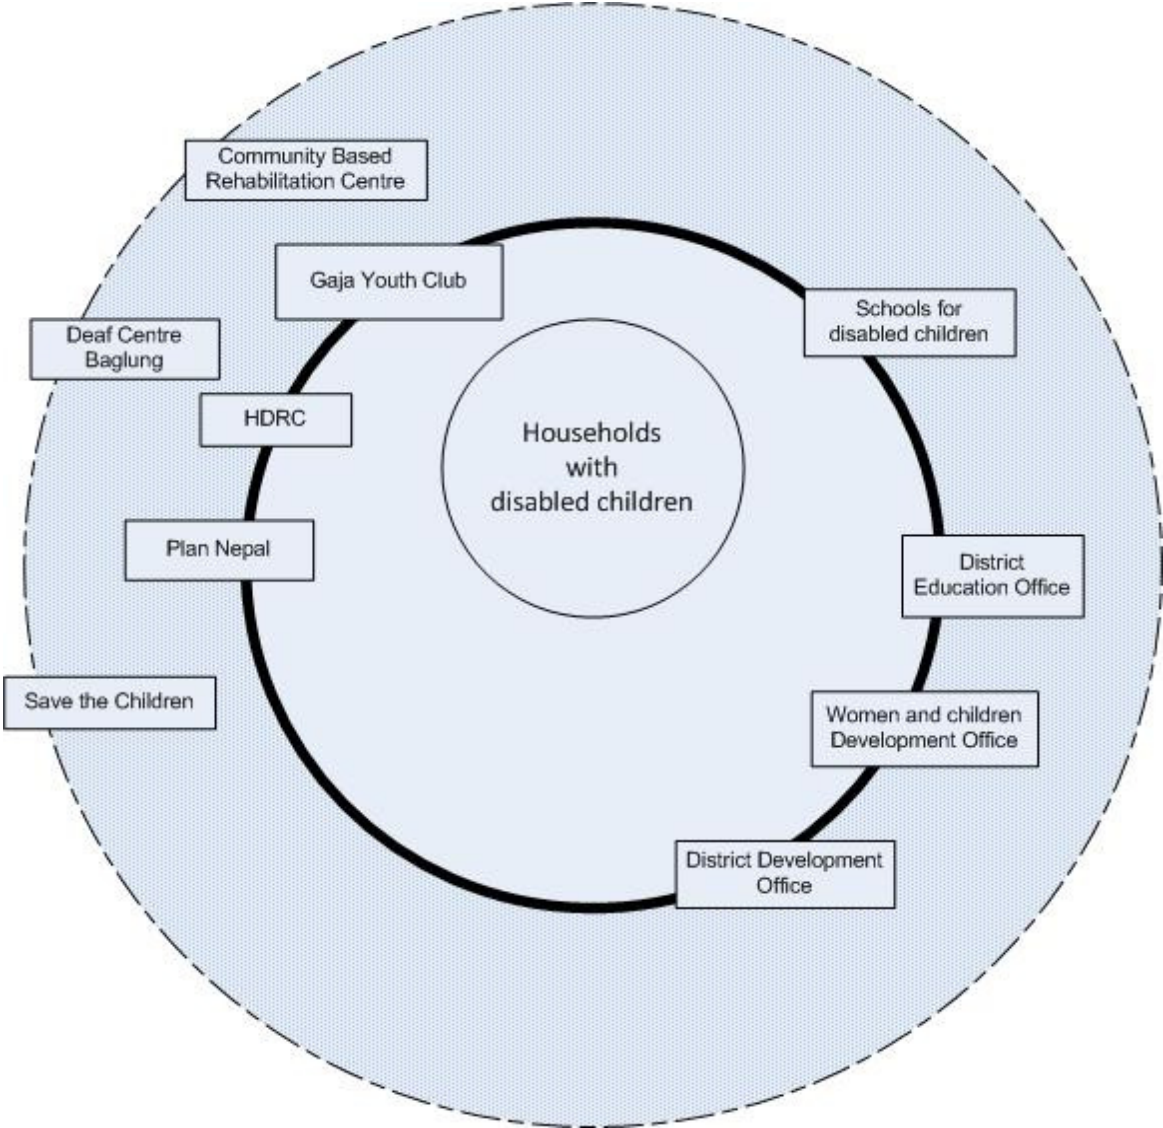 Community Based
Rehabilitation Centre
Gaja Youth Club
Schools for
disabled children
Deaf Centre
Baglung
HDRC
Households
with
disabled children
Plan Nepal
District
Education Office
Save the Children
Women and children
Development Office
District Development
Office